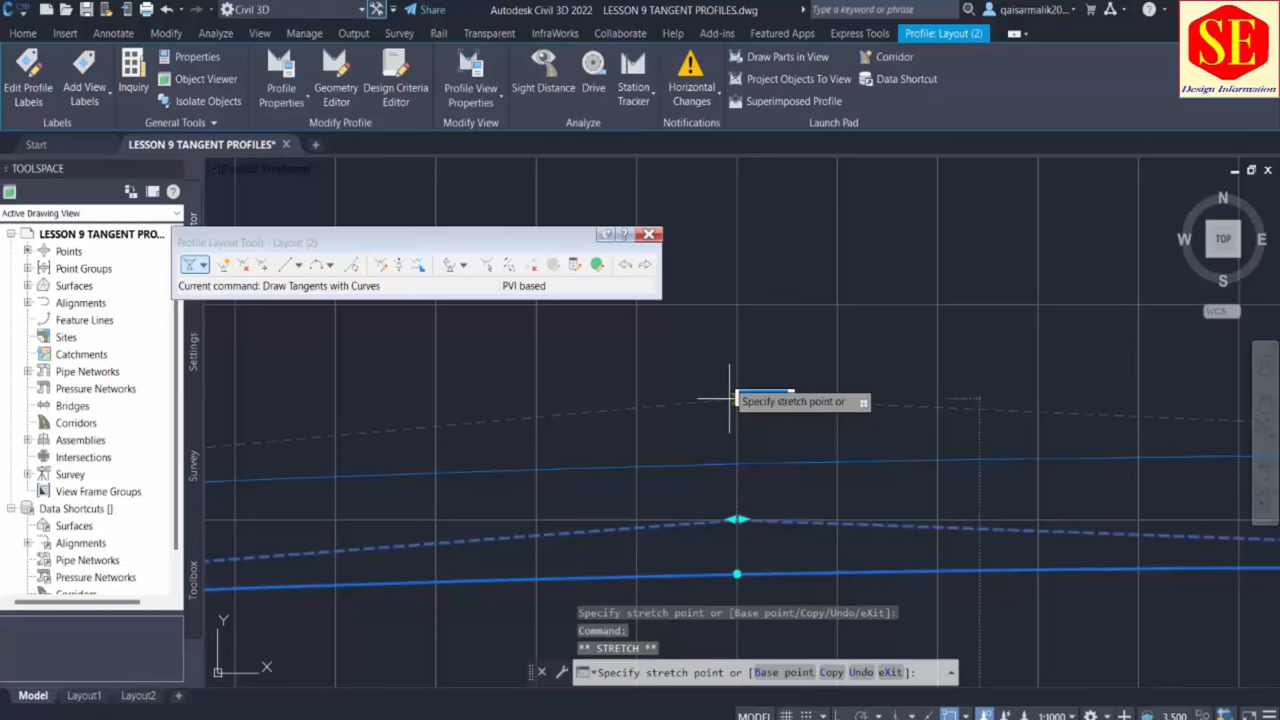 Civil 3D
Share
Autodesk Civil 3D 2022 LESSON 9 TANGENT PROFILES.dwg
Type a keyword or phrase
qaisarmalik20...
Home Insert Annotate Modify Analyze View Manage Output Survey Rail Transparent InfraWorks Collaborate Help Add-ins Featured Apps Express Tools Profile: Layout (2)
SE
Design Information
Edit Profile Labels
Add View Labels
Labels
Inquiry
Properties
Object Viewer
Isolate Objects
General Tools
Profile Properties
Geometry Editor
Design Criteria Editor
Modify Profile
Profile View Properties
Modify View
Sight Distance
Drive
Station Tracker
Analyze
Horizontal Changes
Notifications
Draw Parts in View
Project Objects To View
Superimposed Profile
Corridor
Data Shortcut
Launch Pad
Start
LESSON 9 TANGENT PROFILES*
TOOLSPACE
Active Drawing View
LESSON 9 TANGENT PRO...
Points
Point Groups
Surfaces
Alignments
Feature Lines
Sites
Catchments
Pipe Networks
Pressure Networks
Bridges
Corridors
Assemblies
Intersections
Survey
View Frame Groups
Data Shortcuts []
Surfaces
Alignments
Pipe Networks
Pressure Networks
Settings
Survey
Toolbox
Profile Layout Tools - Layout (2)
Current command: Draw Tangents with Curves
PVI based
N
W TOP E
S
WCS
Specify stretch point or
Specify stretch point or [Base point/Copy/Undo/eXit]:
Command:
** STRETCH **
Specify stretch point or [Base point Copy Undo eXit]:
Y
X
Model Layout1 Layout2
MODEL
1:1000
3.500